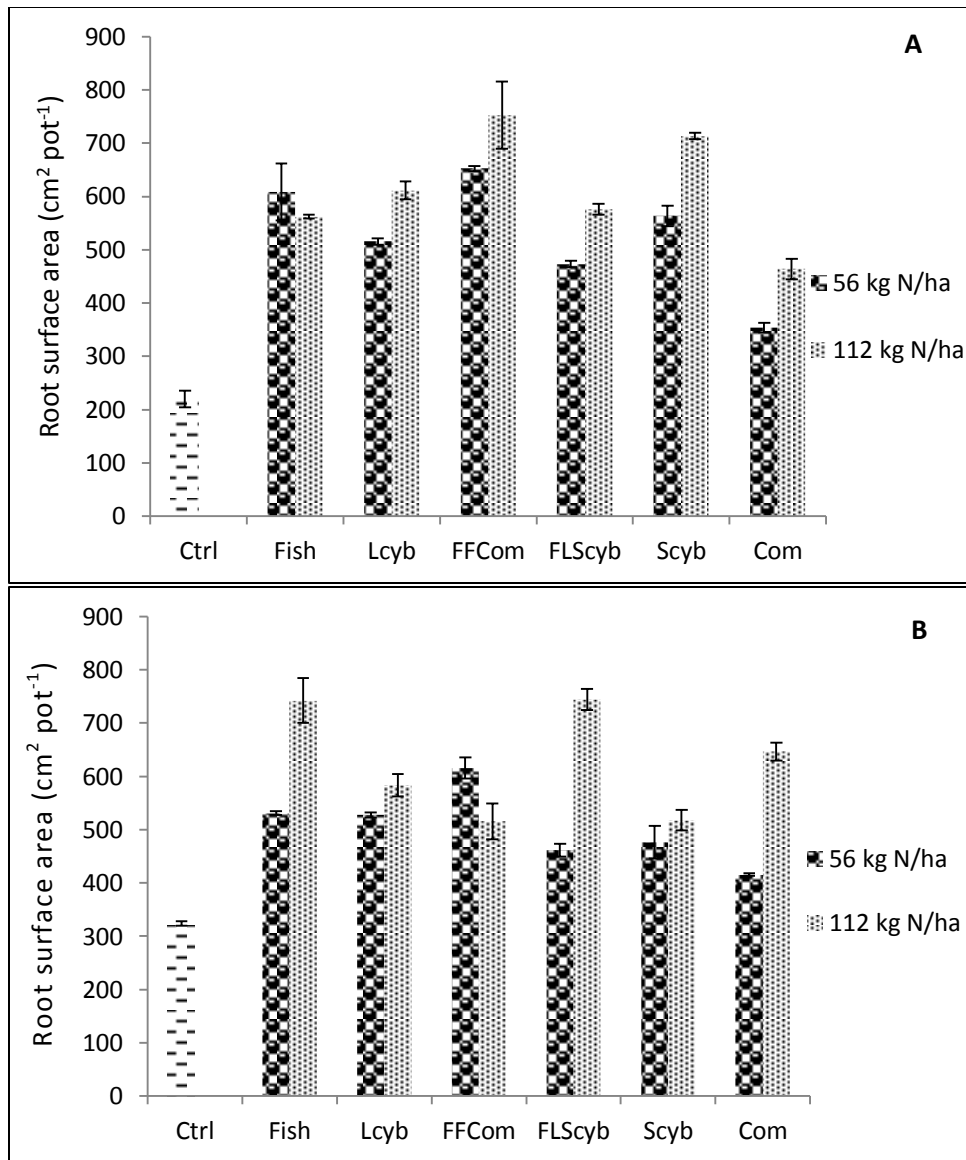 A
Root surface area (cm² pot⁻¹)
900
800
700
600
500
400
300
200
100
0
Ctrl Fish Lcyb FFCom FLScyb Scyb Com
56 kg N/ha
112 kg N/ha
B
Root surface area (cm² pot⁻¹)
900
800
700
600
500
400
300
200
100
0
Ctrl Fish Lcyb FFCom FLScyb Scyb Com
56 kg N/ha
112 kg N/ha